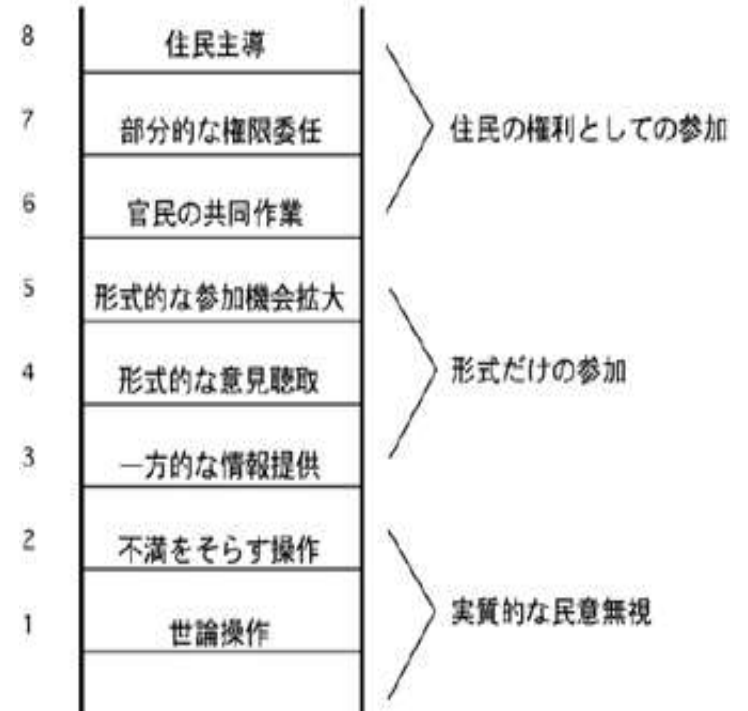 8 住民主導
7 部分的な権限委任
住民の権利としての参加
6 官民の共同作業
5 形式的な参加機会拡大
4 形式的な意見聴取
形式だけの参加
3 一方的な情報提供
2 不満をそらす操作
実質的な民意無視
1 世論操作